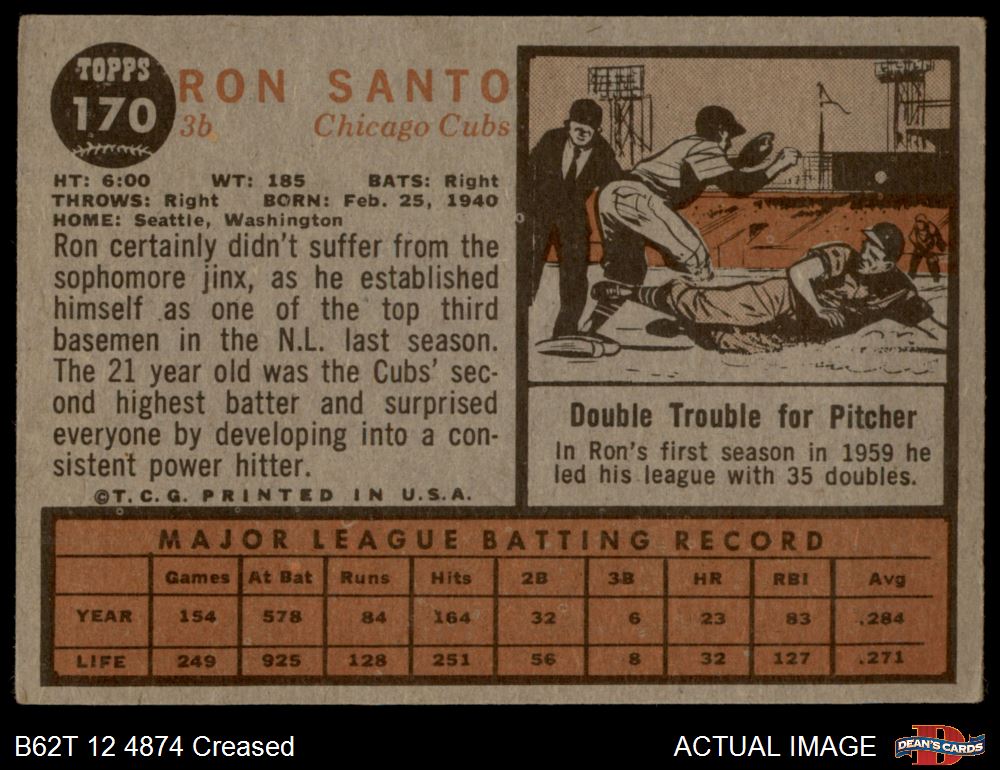 TOPPS
170
RON SANTO
3b Chicago Cubs
HT: 6:00 WT: 185 BATS: Right
THROWS: Right BORN: Feb. 25, 1940
HOME: Seattle, Washington
Ron certainly didn't suffer from the
sophomore jinx, as he established
himself as one of the top third
basemen in the N.L. last season.
The 21 year old was the Cubs' sec-
ond highest batter and surprised
everyone by developing into a con-
sistent power hitter.
©T.C.G. PRINTED IN U.S.A.
Double Trouble for Pitcher
In Ron's first season in 1959 he
led his league with 35 doubles.
MAJOR LEAGUE BATTING RECORD
Games At Bat Runs Hits 2B 3B HR RBI Avg
YEAR 154 578 84 164 32 6 23 83 .284
LIFE 249 925 128 251 56 8 32 127 .271
B62T 12 4874 Creased
ACTUAL IMAGE
DEAN'S CARDS